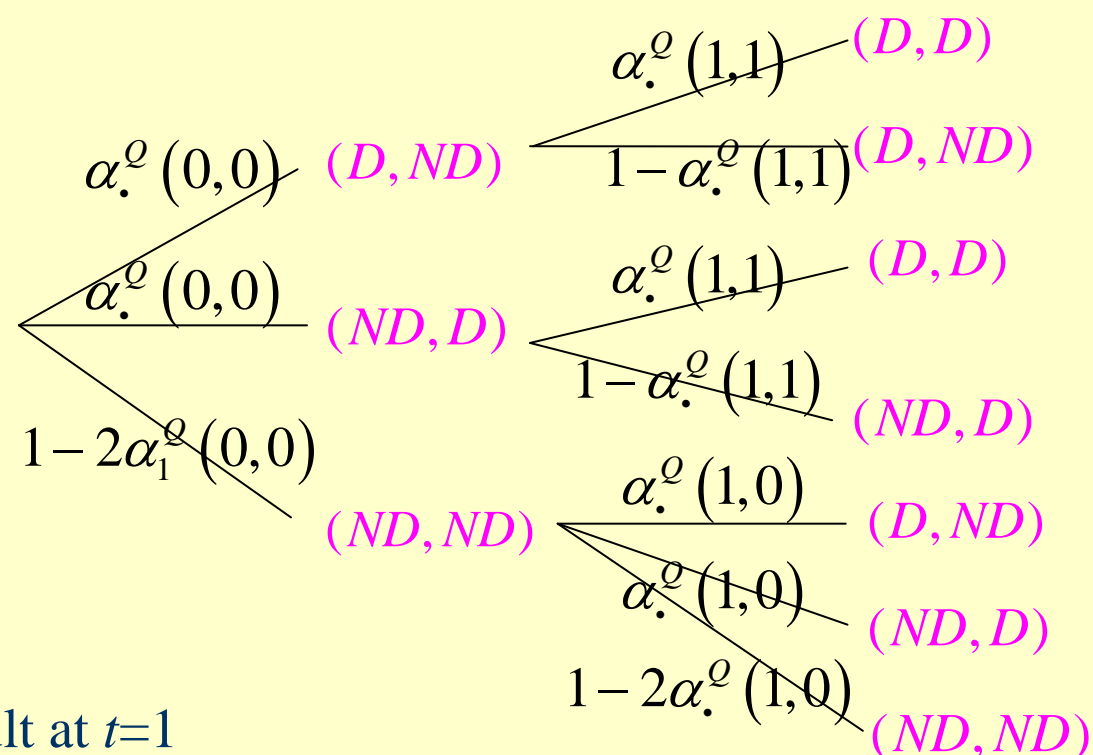 α.^Q (1,1) (D, D)
α.^Q (0,0) (D, ND) 1 − α.^Q (1,1) (D, ND)
α.^Q (0,0) (ND, D) α.^Q (1,1) (D, D)
1 − α.^Q (1,1) (ND, D)
1 − 2α₁^Q (0,0) (ND, ND) α.^Q (1,0) (D, ND)
α.^Q (1,0) (ND, D)
1 − 2α.^Q (1,0) (ND, ND)
at t=1